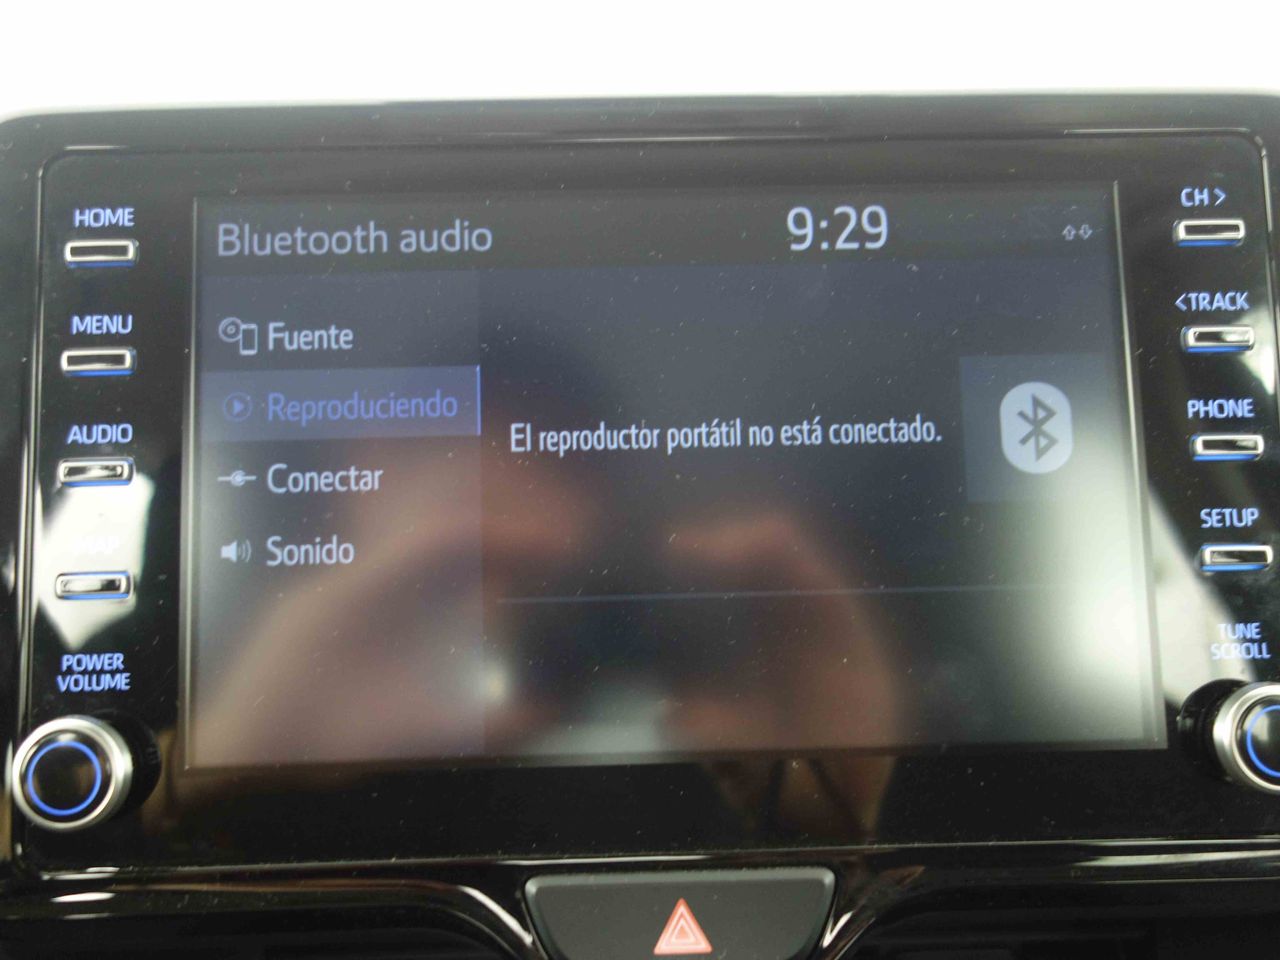 HOME
MENU
AUDIO
MAP
POWER
VOLUME
Bluetooth audio
9:29
Fuente
Reproduciendo
Conectar
Sonido
El reproductor portátil no está conectado.
CH >
<TRACK
PHONE
SETUP
TUNE
SCROLL